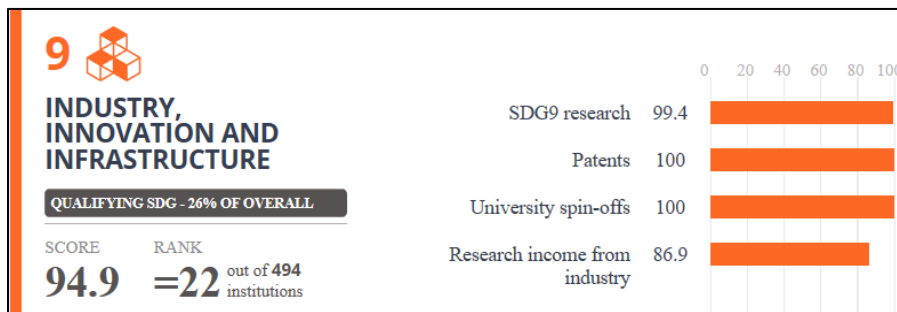 9
INDUSTRY,
INNOVATION AND
INFRASTRUCTURE
QUALIFYING SDG - 26% OF OVERALL
SCORE
94.9
RANK
=22 out of 494
institutions
0 20 40 60 80 100
SDG9 research 99.4
Patents 100
University spin-offs 100
Research income from 86.9
industry